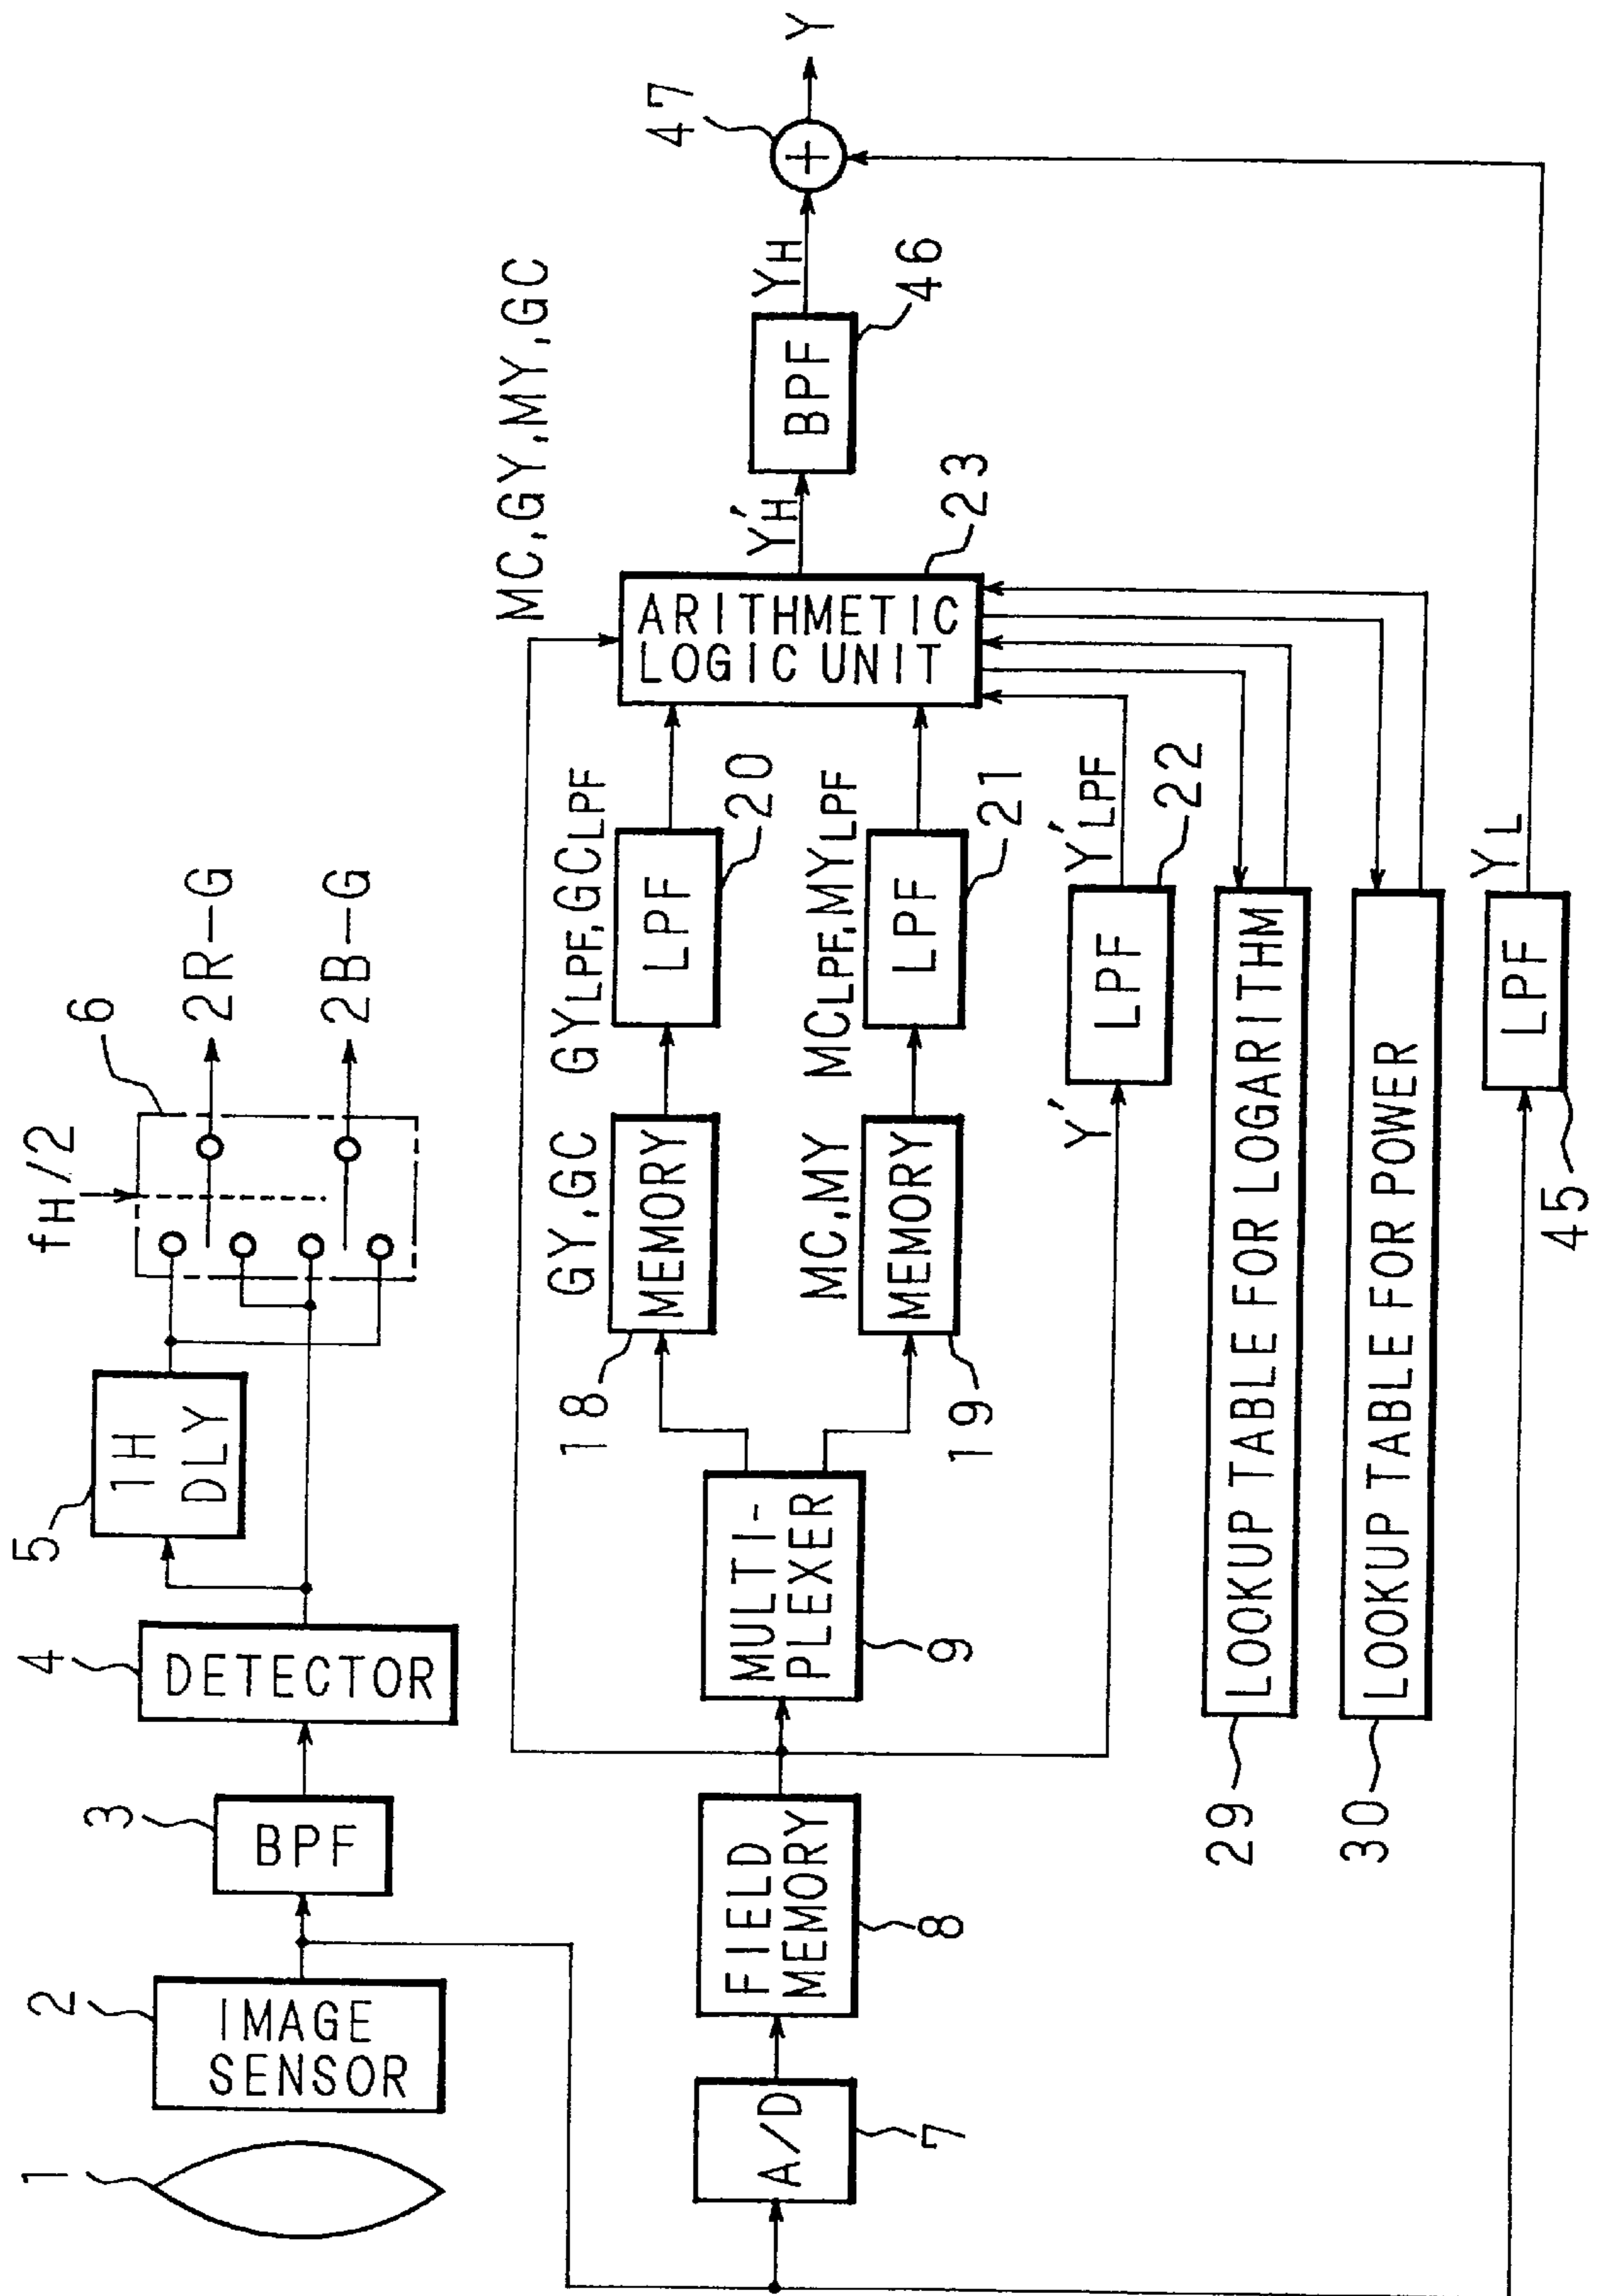 1
2
IMAGE
SENSOR
3
BPF
4
DETECTOR
5
1H
DLY
fH/2
6
2R-G
2B-G
7
A/D
8
FIELD
MEMORY
9
MULTI-
PLEXER
18
MEMORY
GY,GC
19
MEMORY
MC,MY
GYLPF,GCLPF
LPF
20
MCLPF,MYLPF
LPF
21
Y'
LPF
Y'LPF
22
MC,GY,MY,GC
ARITHMETIC
LOGIC UNIT
23
Y'H
BPF
46
YH
47
+
Y
29
LOOKUP TABLE FOR LOGARITHM
30
LOOKUP TABLE FOR POWER
45
LPF
YL